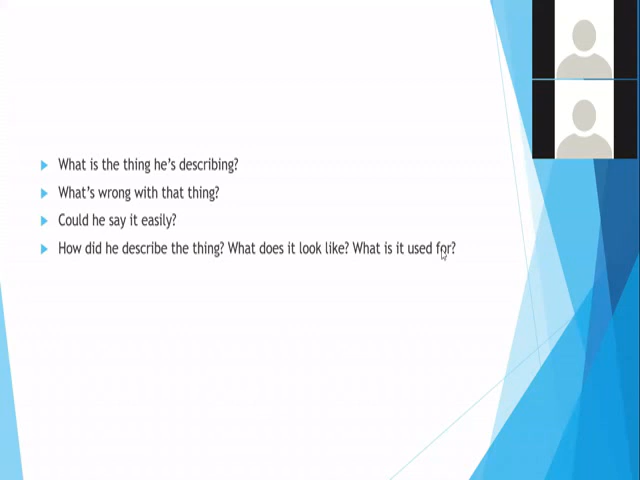 What is the thing he's describing?
What's wrong with that thing?
Could he say it easily?
How did he describe the thing? What does it look like? What is it used for?